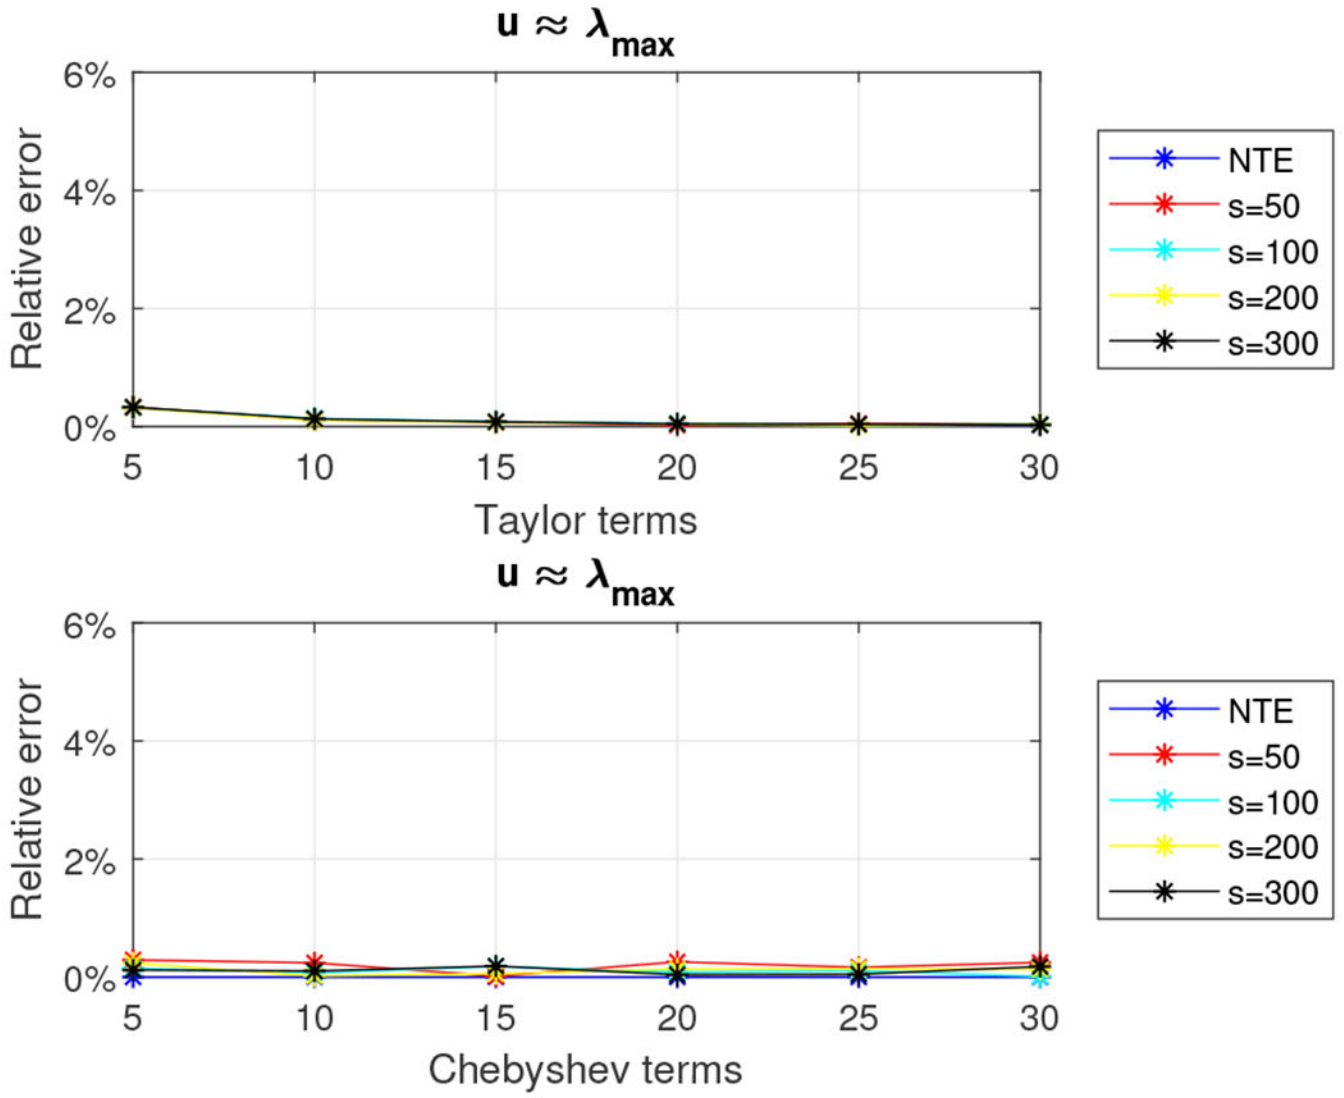 u ≈ λmax
6%
4%
2%
0%
Relative error
5 10 15 20 25 30
Taylor terms
NTE
s=50
s=100
s=200
s=300
u ≈ λmax
6%
4%
2%
0%
Relative error
5 10 15 20 25 30
Chebyshev terms
NTE
s=50
s=100
s=200
s=300